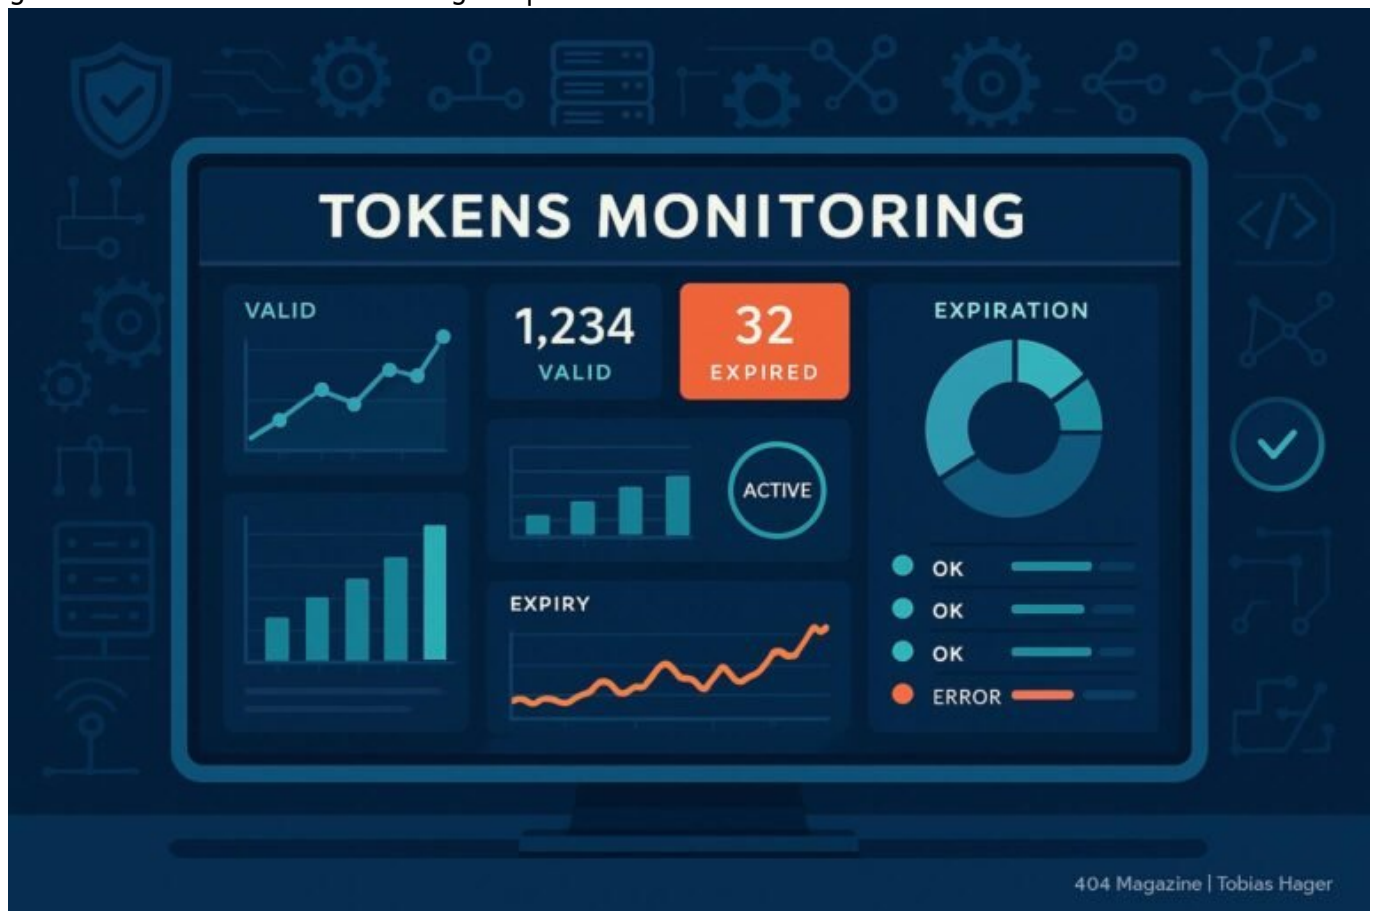 TOKENS MONITORING
VALID
1,234
VALID
32
EXPIRED
ACTIVE
EXPIRY
EXPIRATION
OK
OK
OK
ERROR
404 Magazine | Tobias Hager